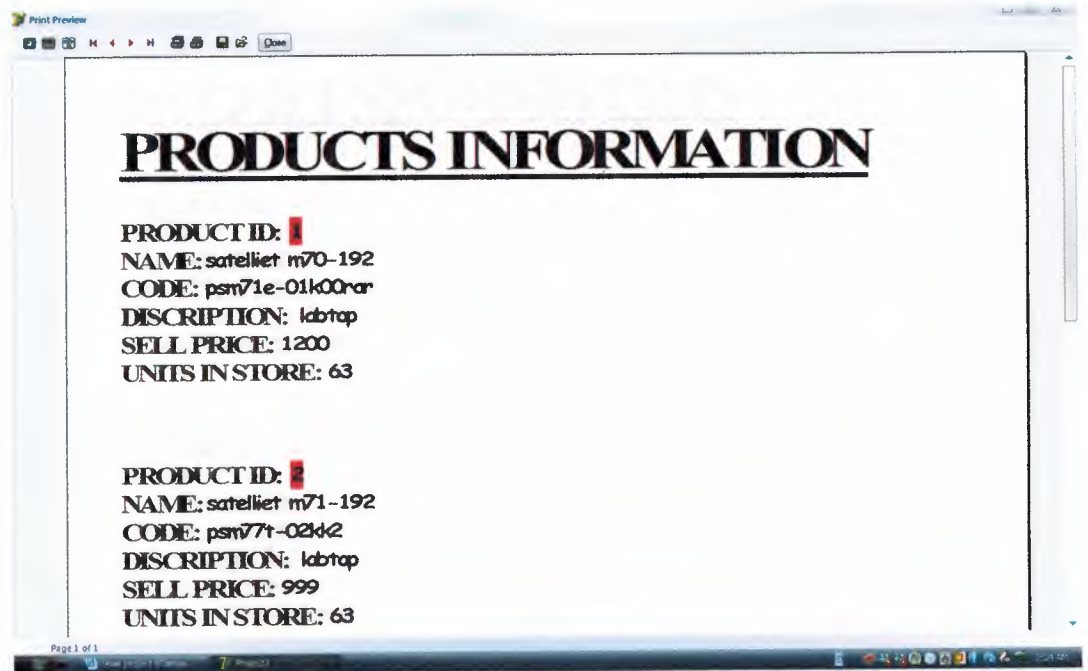 Print Preview
Close
PRODUCTS INFORMATION
PRODUCT ID: 1
NAME: satelliet m70-192
CODE: psm71e-01k00rar
DISCRIPTION: labtop
SELL PRICE: 1200
UNITS IN STORE: 63
PRODUCT ID: 2
NAME: satelliet m71-192
CODE: psm77t-02kk2
DISCRIPTION: labtop
SELL PRICE: 999
UNITS IN STORE: 63
Page 1 of 1